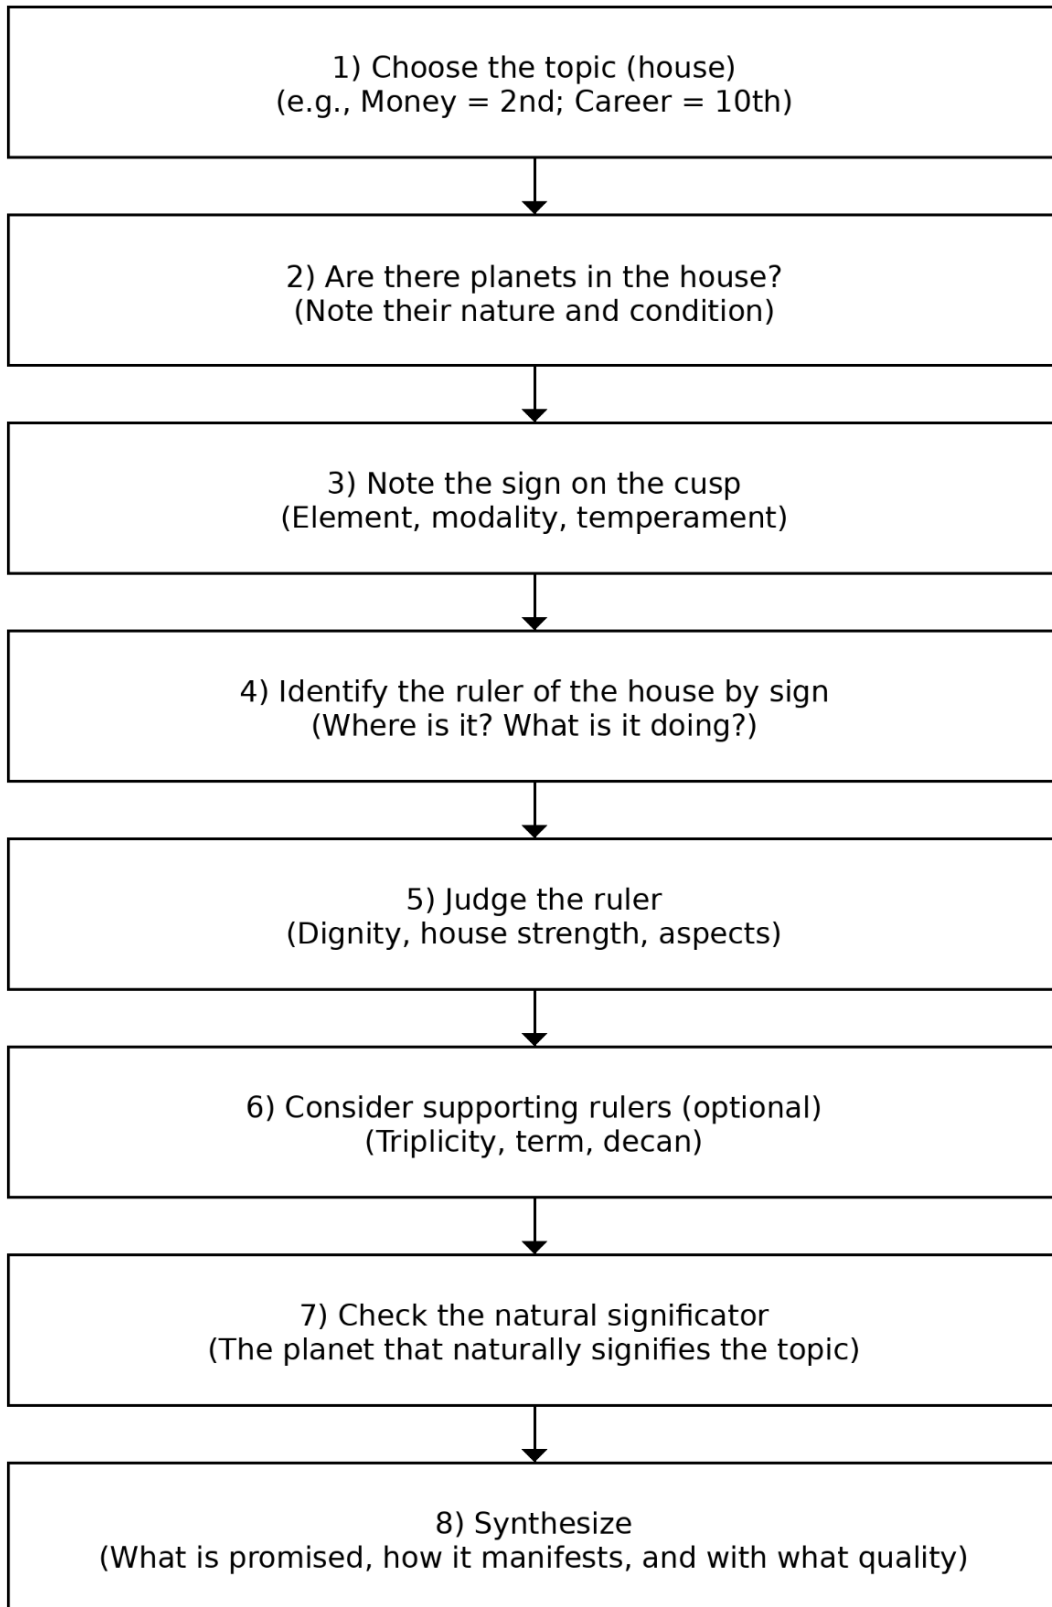 1) Choose the topic (house)
(e.g., Money = 2nd; Career = 10th)
2) Are there planets in the house?
(Note their nature and condition)
3) Note the sign on the cusp
(Element, modality, temperament)
4) Identify the ruler of the house by sign
(Where is it? What is it doing?)
5) Judge the ruler
(Dignity, house strength, aspects)
6) Consider supporting rulers (optional)
(Triplicity, term, decan)
7) Check the natural significator
(The planet that naturally signifies the topic)
8) Synthesize
(What is promised, how it manifests, and with what quality)